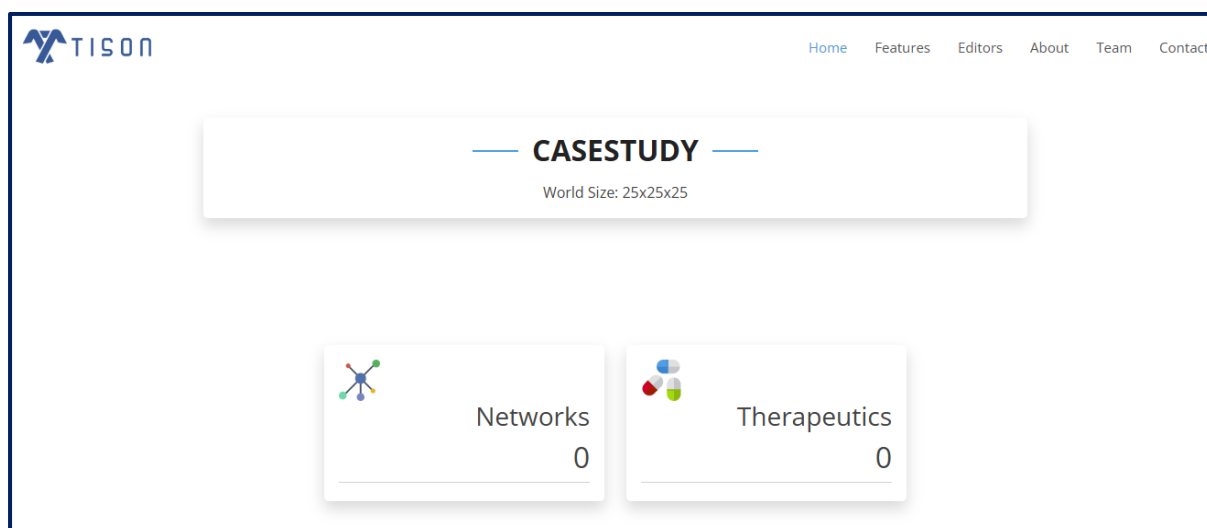 TISON
Home Features Editors About Team Contact
CASESTUDY
World Size: 25x25x25
Networks
0
Therapeutics
0